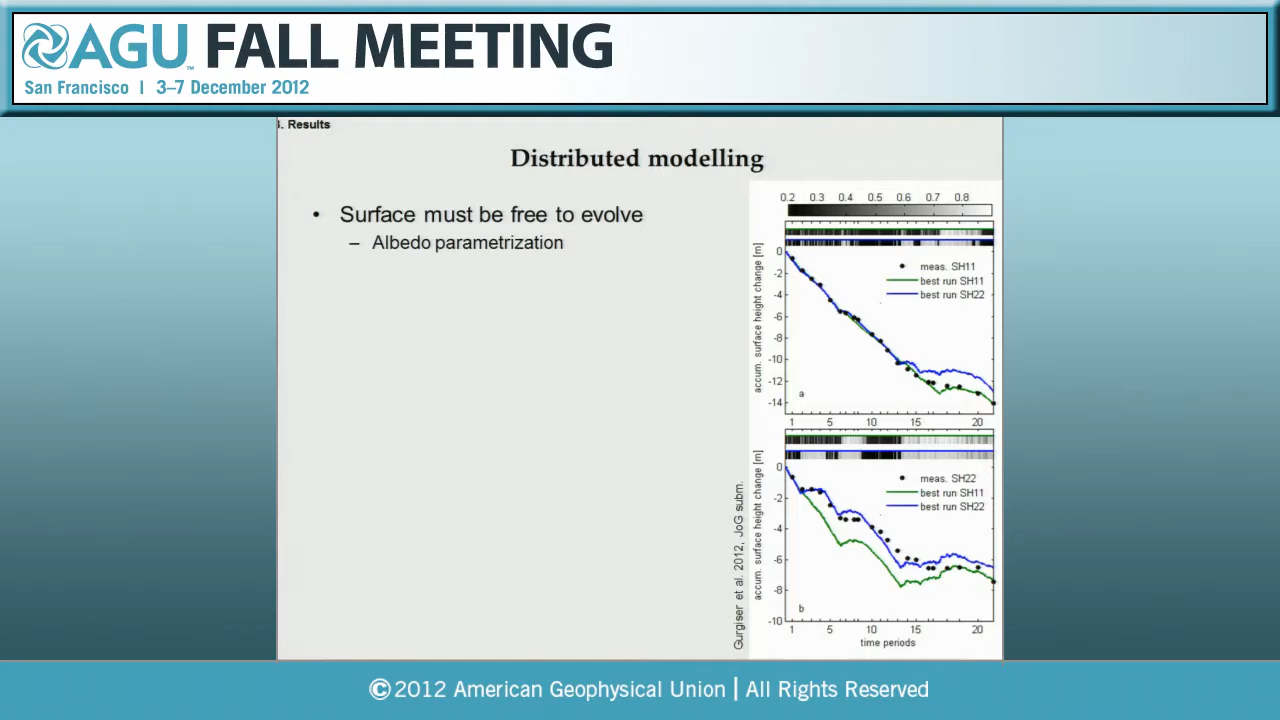 AGU FALL MEETING
™
San Francisco | 3–7 December 2012
. Results
Distributed modelling
• Surface must be free to evolve
– Albedo parametrization
0.2 0.3 0.4 0.5 0.6 0.7 0.8
accum. surface height change [m]
0
-2
-4
-6
-8
-10
-12
-14
meas. SH11
best run SH11
best run SH22
a
1 5 10 15 20
accum. surface height change [m]
0
-2
-4
-6
-8
-10
meas. SH22
best run SH11
best run SH22
b
1 5 10 15 20
time periods
Gurgiser et al. 2012, JoG subm.
©2012 American Geophysical Union | All Rights Reserved